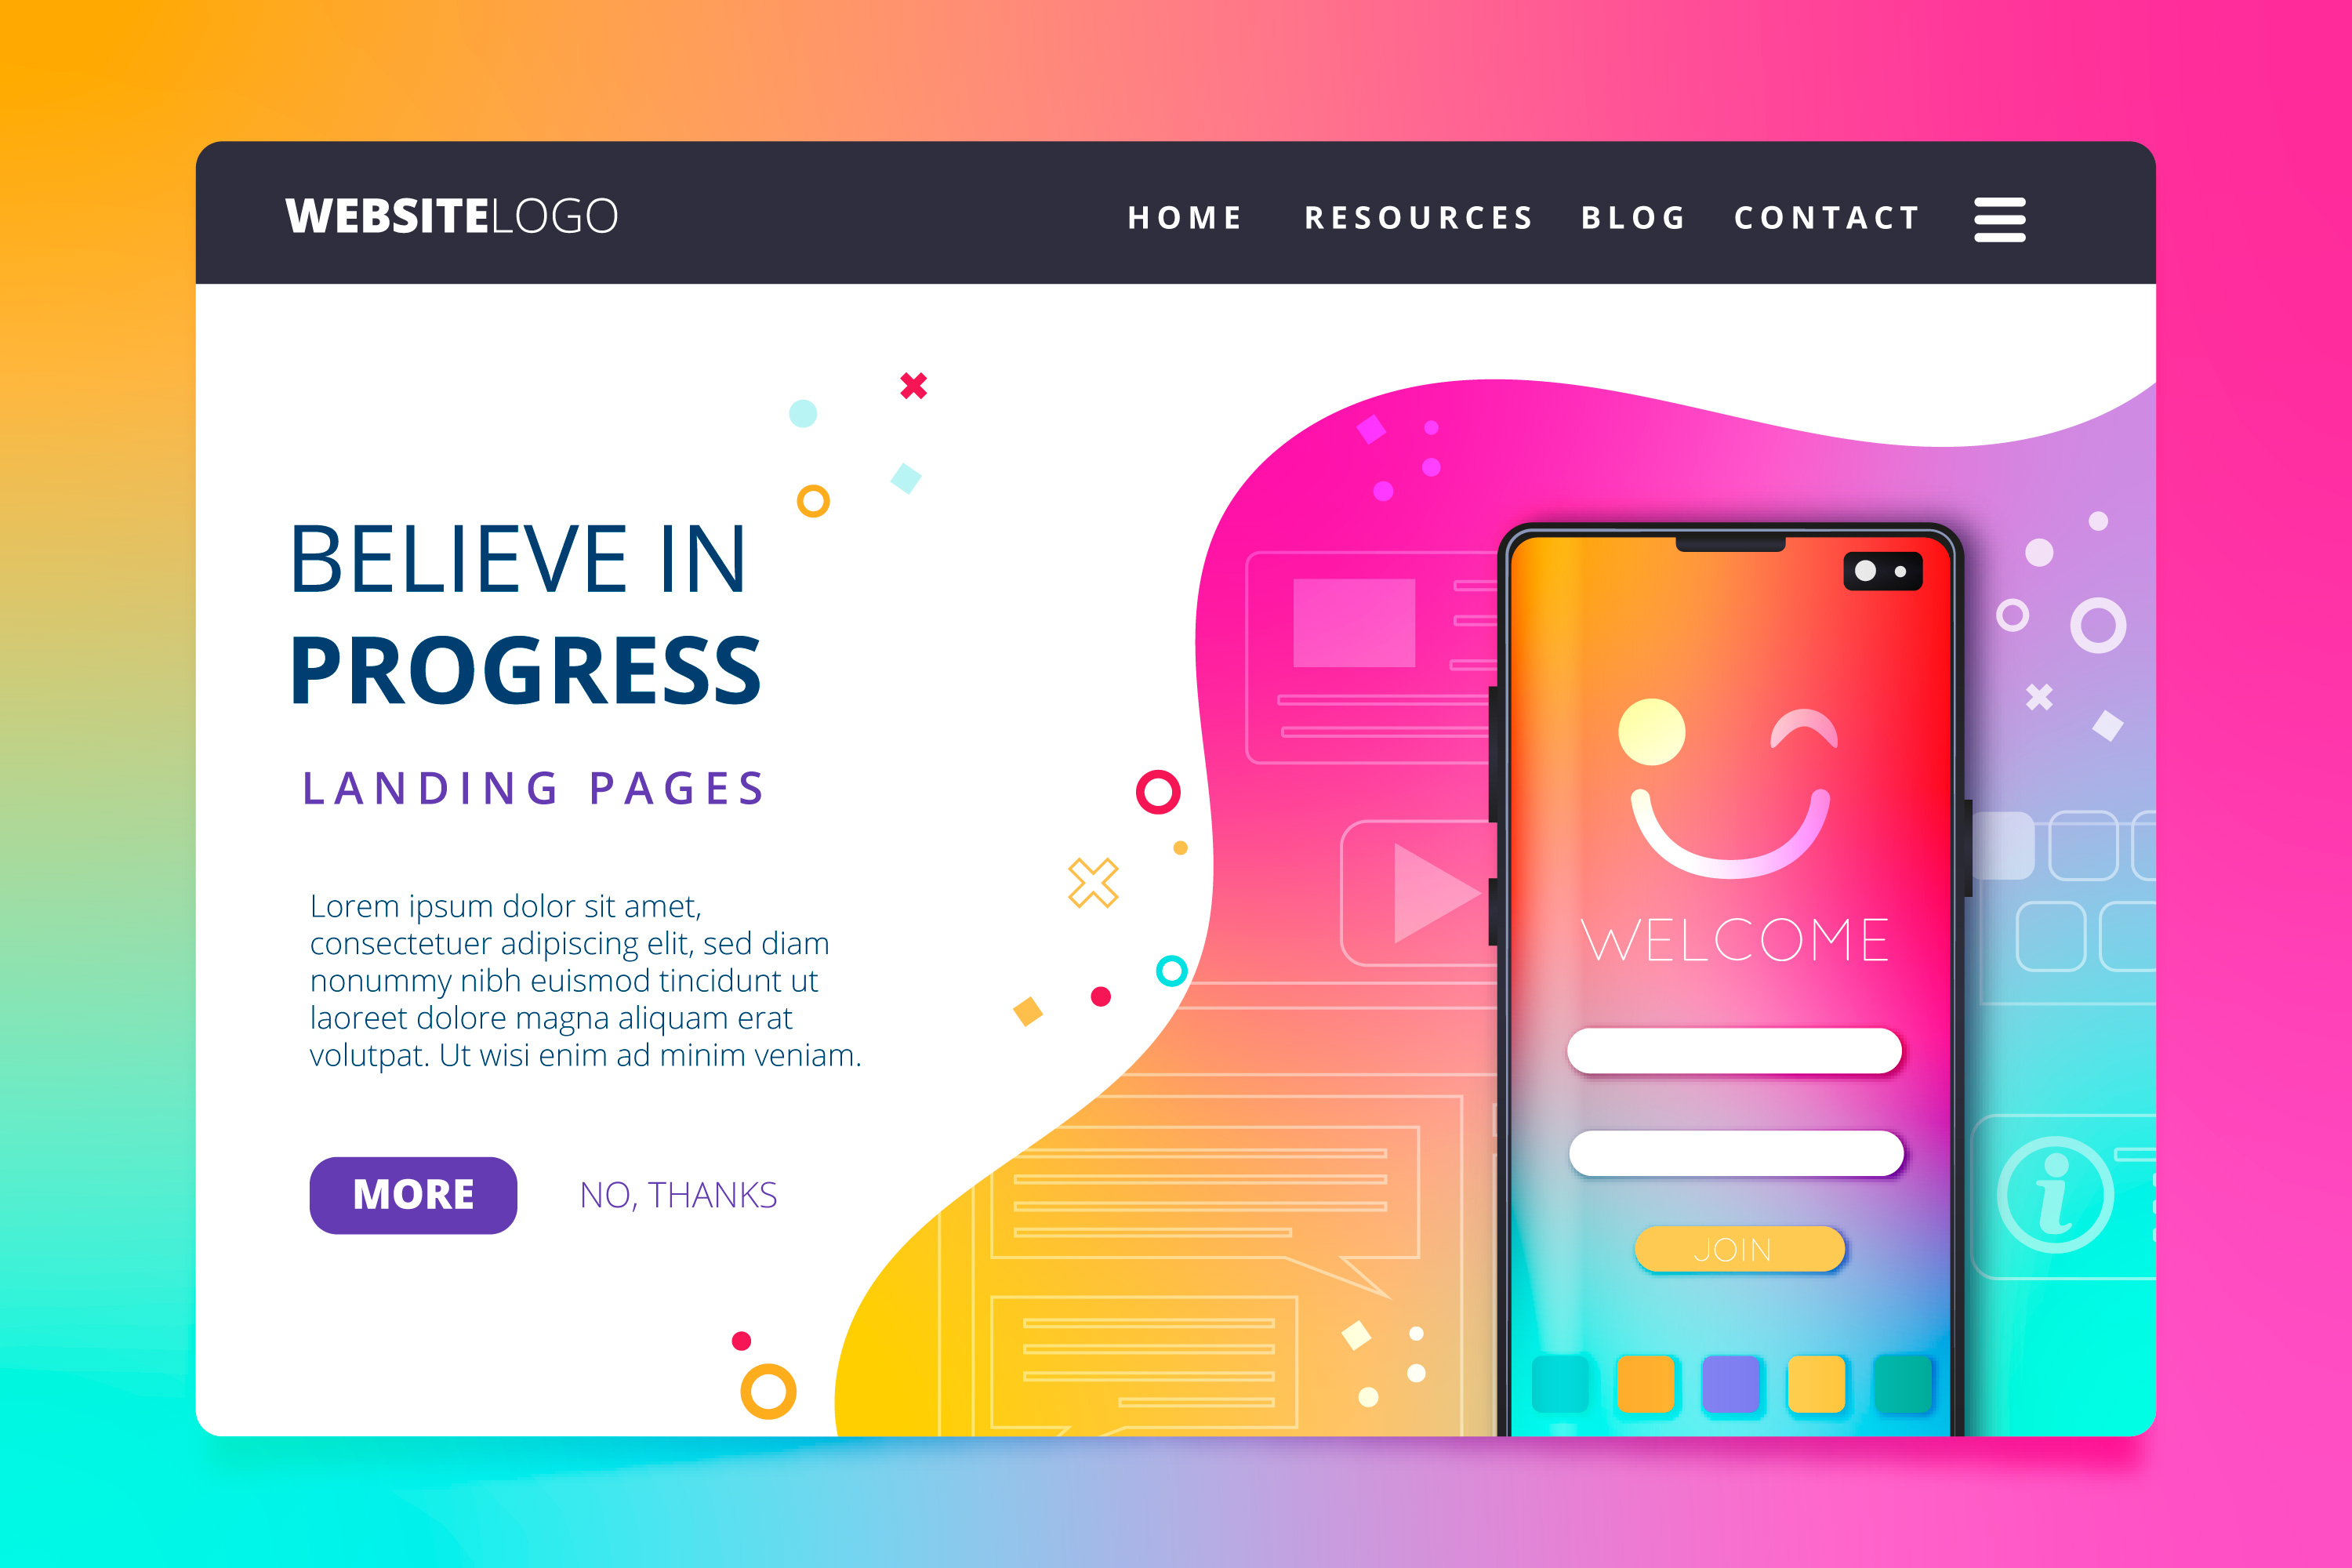 WEBSITELOGO
HOME RESOURCES BLOG CONTACT
BELIEVE IN
PROGRESS
LANDING PAGES
Lorem ipsum dolor sit amet,
consectetuer adipiscing elit, sed diam
nonummy nibh euismod tincidunt ut
laoreet dolore magna aliquam erat
volutpat. Ut wisi enim ad minim veniam.
MORE NO, THANKS
WELCOME
JOIN
i